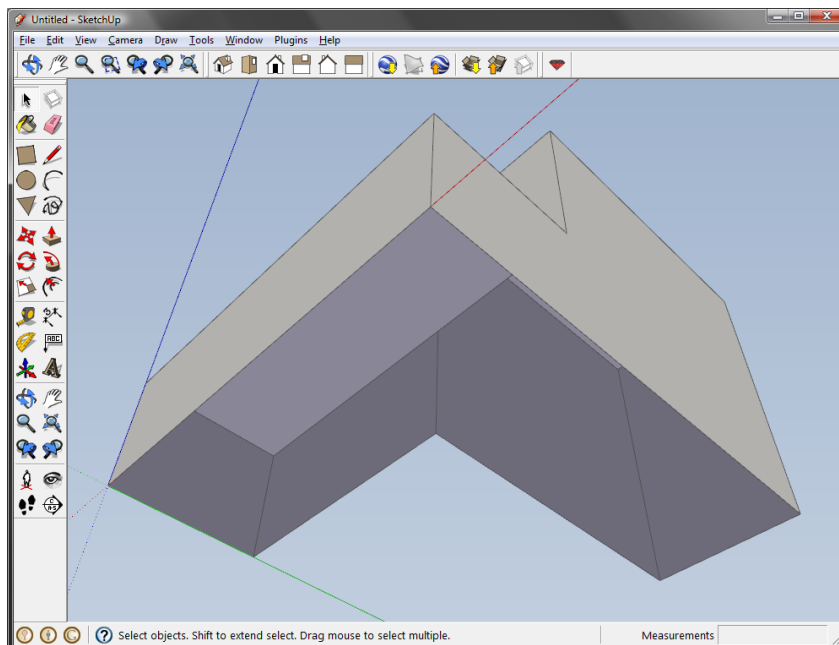 Untitled - SketchUp
File Edit View Camera Draw Tools Window Plugins Help
ABC
Select objects. Shift to extend select. Drag mouse to select multiple.
Measurements